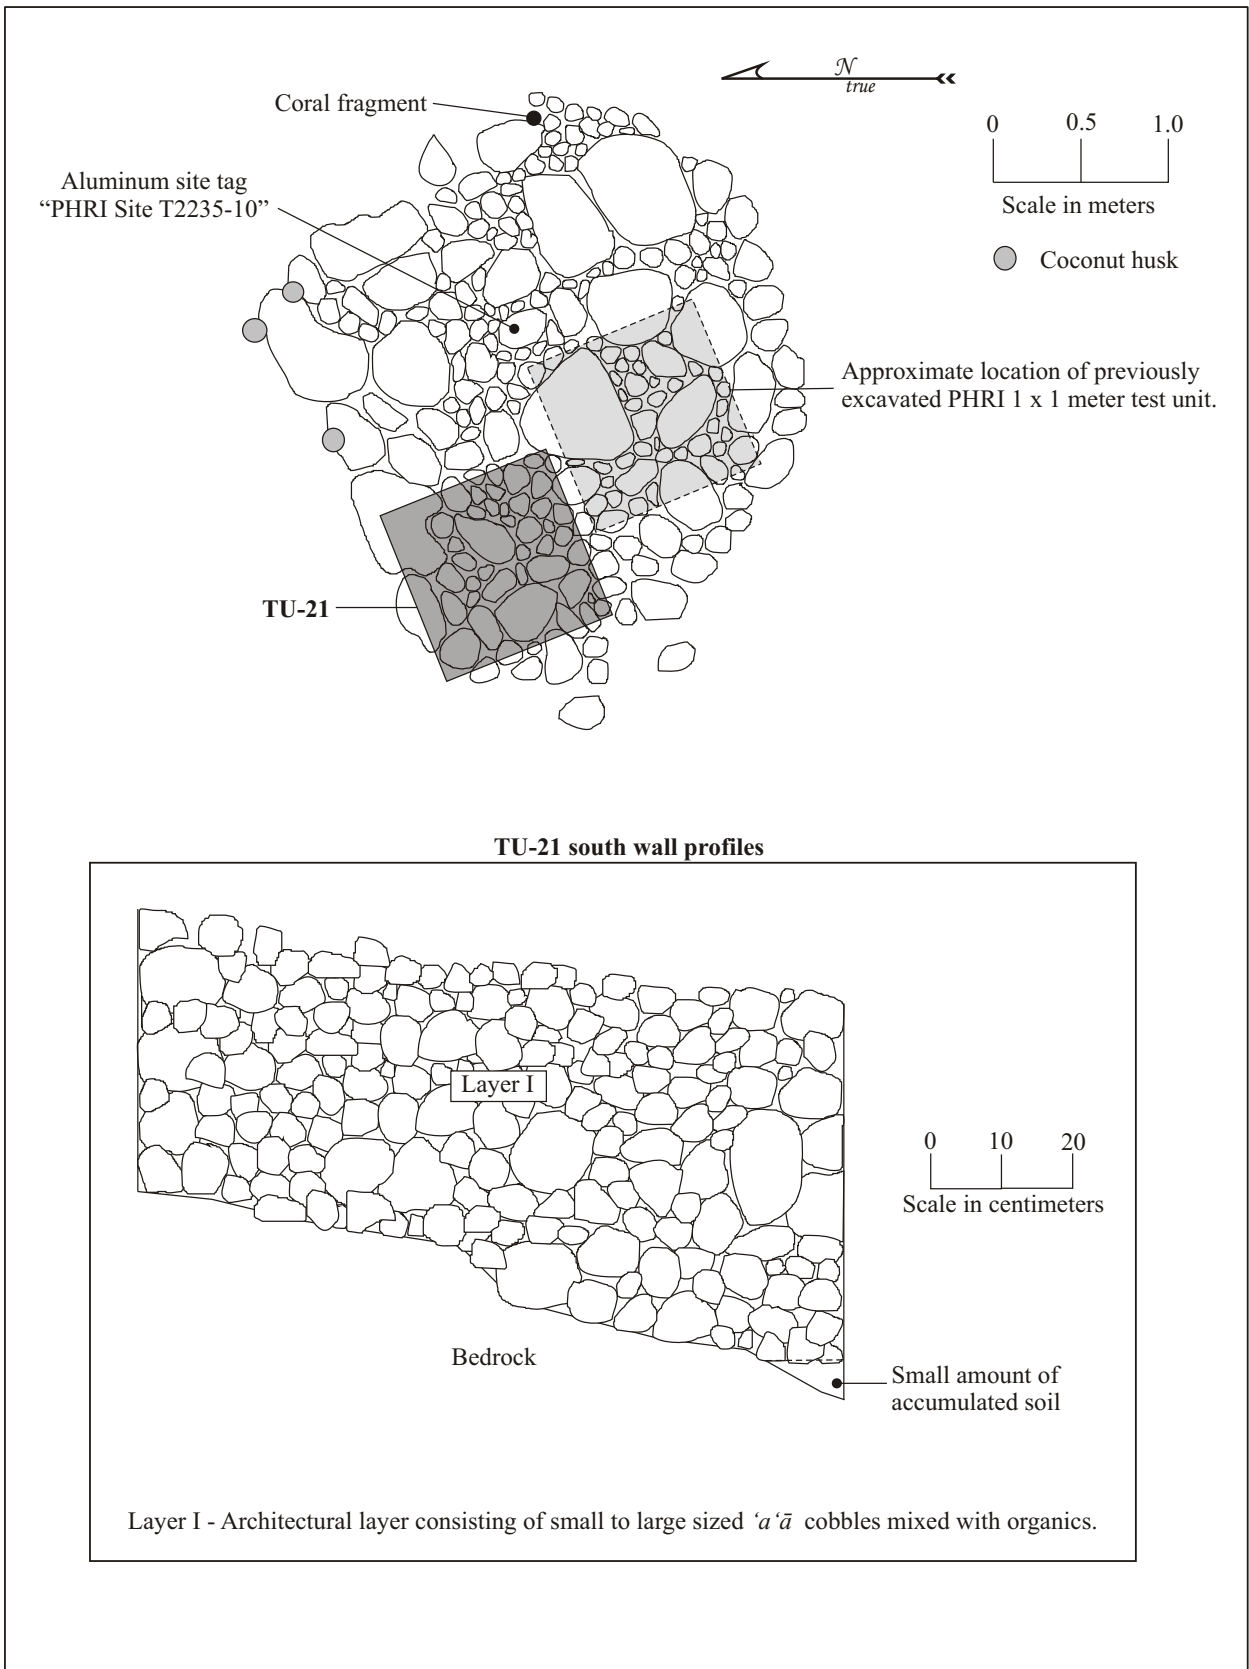 N
true
Coral fragment
0 0.5 1.0
Scale in meters
Aluminum site tag
“PHRI Site T2235-10”
Coconut husk
Approximate location of previously
excavated PHRI 1 x 1 meter test unit.
TU-21
TU-21 south wall profiles
Layer I
0 10 20
Scale in centimeters
Bedrock
Small amount of
accumulated soil
Layer I - Architectural layer consisting of small to large sized ‘a‘ā cobbles mixed with organics.